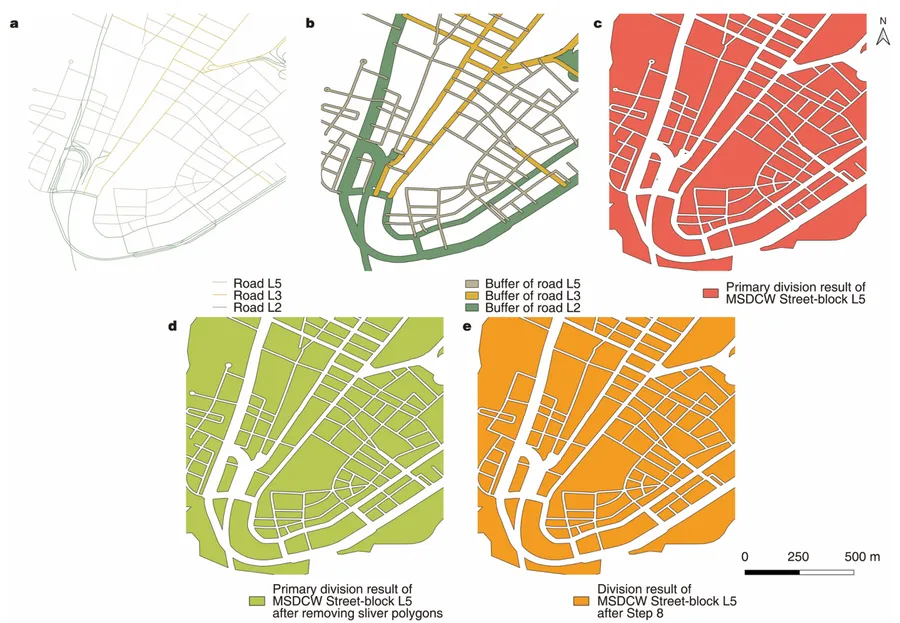 a
b
c
N
Road L5
Road L3
Road L2
Buffer of road L5
Buffer of road L3
Buffer of road L2
Primary division result of
MSDCW Street-block L5
d
e
0 250 500 m
Primary division result of
MSDCW Street-block L5
after removing sliver polygons
Division result of
MSDCW Street-block L5
after Step 8